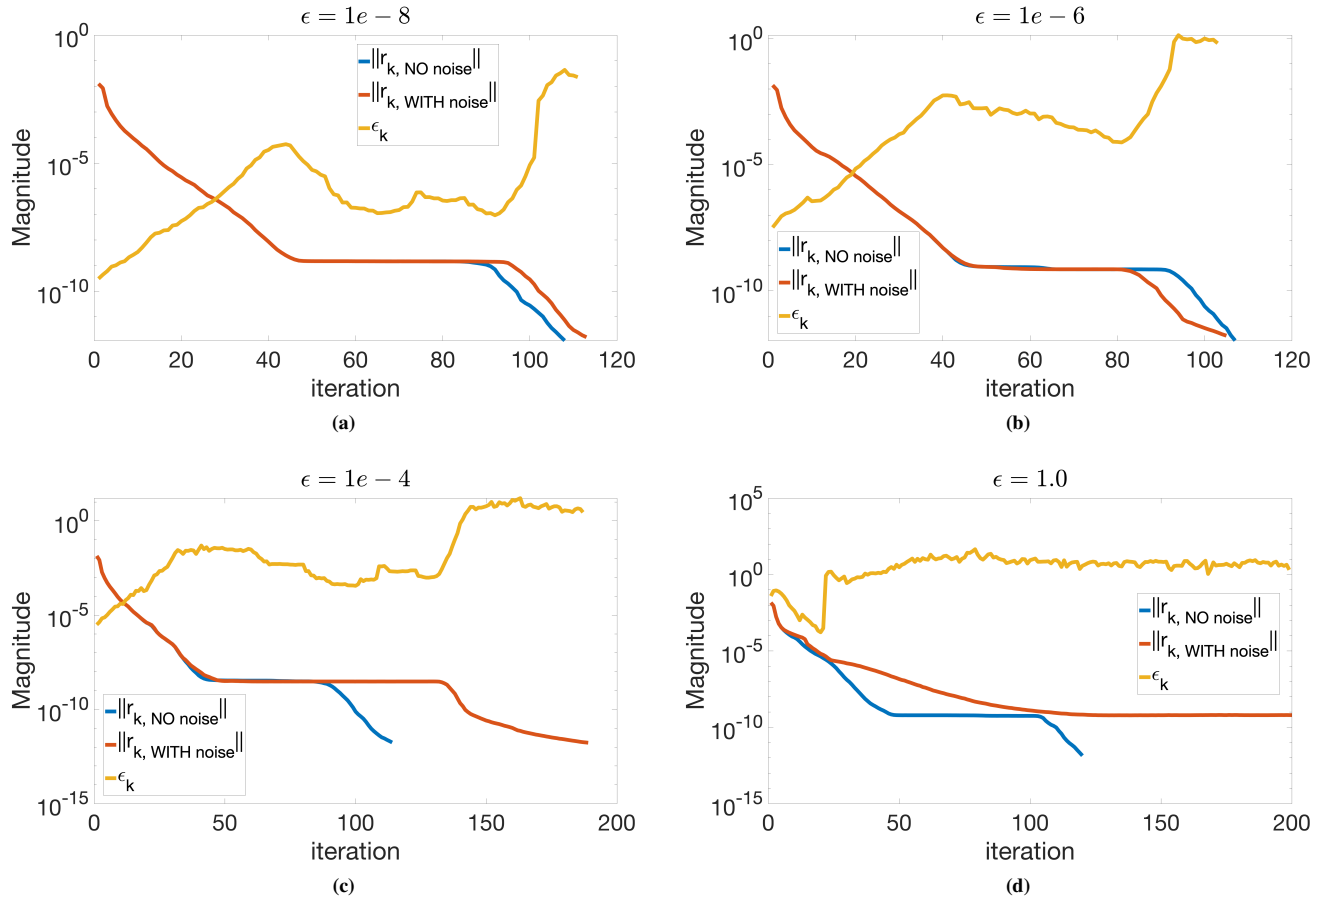 ϵ = 1e − 8
10^0
10^-5
10^-10
Magnitude
||r_k, NO noise||
||r_k, WITH noise||
ϵ_k
0 20 40 60 80 100 120
iteration
(a)
ϵ = 1e − 6
10^0
10^-5
10^-10
Magnitude
||r_k, NO noise||
||r_k, WITH noise||
ϵ_k
0 20 40 60 80 100 120
iteration
(b)
ϵ = 1e − 4
10^0
10^-5
10^-10
10^-15
Magnitude
||r_k, NO noise||
||r_k, WITH noise||
ϵ_k
0 50 100 150 200
iteration
(c)
ϵ = 1.0
10^5
10^0
10^-5
10^-10
10^-15
Magnitude
||r_k, NO noise||
||r_k, WITH noise||
ϵ_k
0 50 100 150 200
iteration
(d)